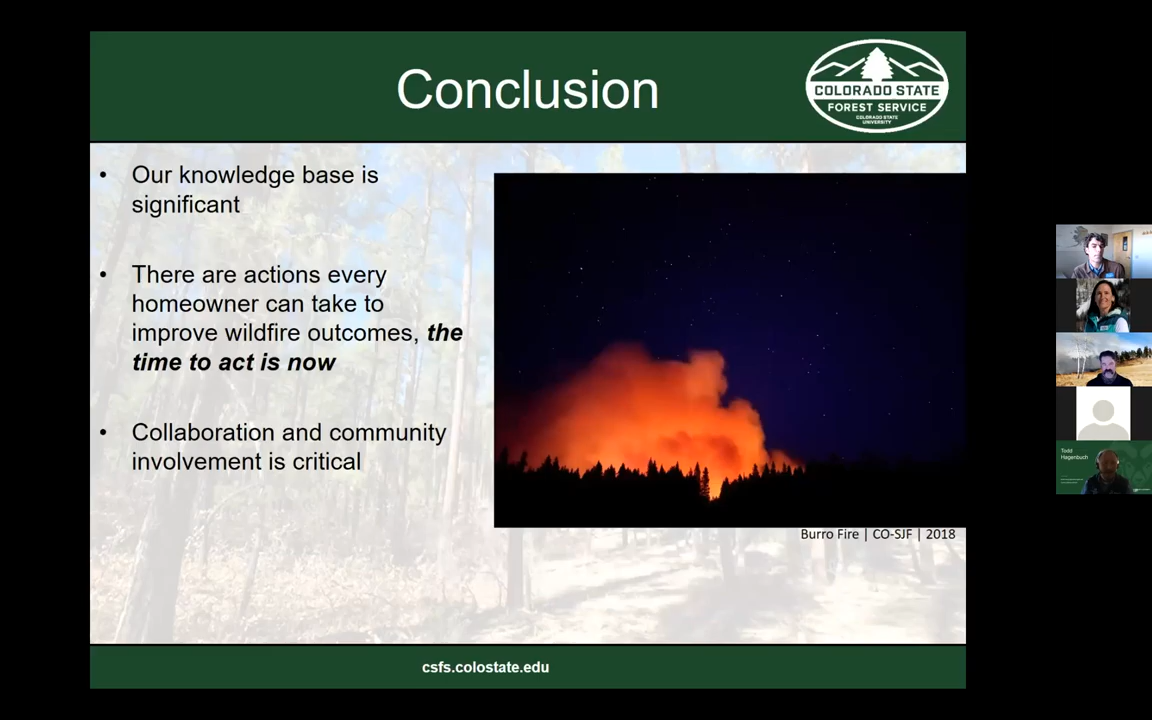 Conclusion
COLORADO STATE
FOREST SERVICE
COLORADO STATE
UNIVERSITY
• Our knowledge base is
significant
• There are actions every
homeowner can take to
improve wildfire outcomes, the
time to act is now
• Collaboration and community
involvement is critical
Burro Fire | CO-SJF | 2018
csfs.colostate.edu
Todd
Hagenbuch